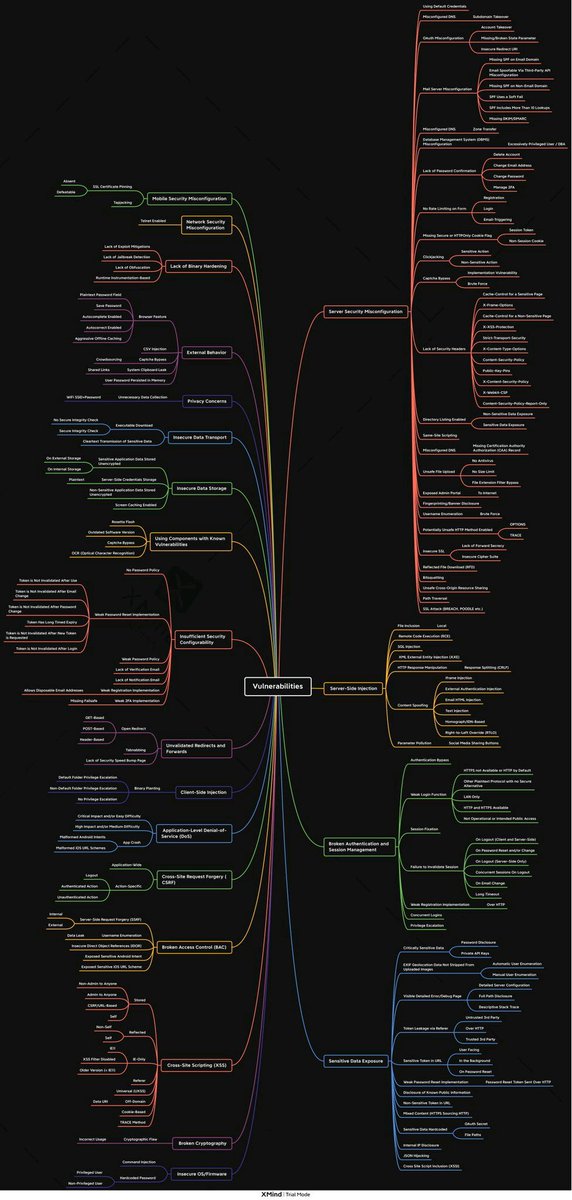 Vulnerabilities
Mobile Security Misconfiguration
SSL Certificate Pinning
Absent
Defeatable
Tapjacking
Network Security
Misconfiguration
Telnet Enabled
Lack of Binary Hardening
Lack of Exploit Mitigations
Lack of Jailbreak Detection
Lack of Obfuscation
Runtime Instrumentation-Based
External Behavior
Browser Feature
Plaintext Password Field
Save Password
Autocomplete Enabled
Autocorrect Enabled
Aggressive Offline Caching
CSV Injection
Captcha Bypass
Crowdsourcing
System Clipboard Leak
Shared Links
User Password Persisted in Memory
Privacy Concerns
Unnecessary Data Collection
WiFi SSID+Password
Insecure Data Transport
Executable Download
No Secure Integrity Check
Secure Integrity Check
Cleartext Transmission of Sensitive Data
Insecure Data Storage
Sensitive Application Data Stored
Unencrypted
On External Storage
On Internal Storage
Server-Side Credentials Storage
Plaintext
Non-Sensitive Application Data Stored
Unencrypted
Screen Caching Enabled
Using Components with Known
Vulnerabilities
Rosetta Flash
Outdated Software Version
Captcha Bypass
OCR (Optical Character Recognition)
Insufficient Security
Configurability
No Password Policy
Weak Password Reset Implementation
Token is Not Invalidated After Use
Token is Not Invalidated After Email
Change
Token is Not Invalidated After Password
Change
Token Has Long Timed Expiry
Token is Not Invalidated After New Token
is Requested
Token is Not Invalidated After Login
Weak Password Policy
Lack of Verification Email
Lack of Notification Email
Weak Registration Implementation
Allows Disposable Email Addresses
Weak 2FA Implementation
Missing Failsafe
Unvalidated Redirects and
Forwards
Open Redirect
GET-Based
POST-Based
Header-Based
Tabnabbing
Lack of Security Speed Bump Page
Client-Side Injection
Binary Planting
Default Folder Privilege Escalation
Non-Default Folder Privilege Escalation
No Privilege Escalation
Application-Level Denial-of-
Service (DoS)
Critical Impact and/or Easy Difficulty
High Impact and/or Medium Difficulty
App Crash
Malformed Android Intents
Malformed iOS URL Schemes
Cross-Site Request Forgery (
CSRF)
Application-Wide
Action-Specific
Logout
Authenticated Action
Unauthenticated Action
Broken Access Control (BAC)
Server-Side Request Forgery (SSRF)
Internal
External
Username Enumeration
Data Leak
Insecure Direct Object References (IDOR)
Exposed Sensitive Android Intent
Exposed Sensitive iOS URL Scheme
Cross-Site Scripting (XSS)
Stored
Non-Admin to Anyone
Admin to Anyone
CSRF/URL-Based
Self
Reflected
Non-Self
Self
IE-Only
IE11
XSS Filter Disabled
Older Version (< IE11)
Referer
Universal (UXSS)
Off-Domain
Data URI
Cookie-Based
TRACE Method
Broken Cryptography
Cryptographic Flaw
Incorrect Usage
Insecure OS/Firmware
Command Injection
Hardcoded Password
Privileged User
Non-Privileged User
Server Security Misconfiguration
Using Default Credentials
Misconfigured DNS
Subdomain Takeover
OAuth Misconfiguration
Account Takeover
Missing/Broken State Parameter
Insecure Redirect URI
Mail Server Misconfiguration
Missing SPF on Email Domain
Email Spoofable Via Third-Party API
Misconfiguration
Missing SPF on Non-Email Domain
SPF Uses a Soft Fail
SPF Includes More Than 10 Lookups
Missing DKIM/DMARC
Misconfigured DNS
Zone Transfer
Database Management System (DBMS)
Misconfiguration
Excessively Privileged User / DBA
Lack of Password Confirmation
Delete Account
Change Email Address
Change Password
Manage 2FA
No Rate Limiting on Form
Registration
Login
Email-Triggering
Missing Secure or HTTPOnly Cookie Flag
Session Token
Non-Session Cookie
Clickjacking
Sensitive Action
Non-Sensitive Action
Captcha Bypass
Implementation Vulnerability
Brute Force
Lack of Security Headers
Cache-Control for a Sensitive Page
X-Frame-Options
Cache-Control for a Non-Sensitive Page
X-XSS-Protection
Strict-Transport-Security
X-Content-Type-Options
Content-Security-Policy
Public-Key-Pins
X-Content-Security-Policy
X-Webkit-CSP
Content-Security-Policy-Report-Only
Directory Listing Enabled
Non-Sensitive Data Exposure
Sensitive Data Exposure
Same-Site Scripting
Misconfigured DNS
Missing Certification Authority
Authorization (CAA) Record
Unsafe File Upload
No Antivirus
No Size Limit
File Extension Filter Bypass
Exposed Admin Portal
To Internet
Fingerprinting/Banner Disclosure
Username Enumeration
Brute Force
Potentially Unsafe HTTP Method Enabled
OPTIONS
TRACE
Insecure SSL
Lack of Forward Secrecy
Insecure Cipher Suite
Reflected File Download (RFD)
Bitsquatting
Unsafe Cross-Origin Resource Sharing
Path Traversal
SSL Attack (BREACH, POODLE etc.)
Server-Side Injection
File Inclusion
Local
Remote Code Execution (RCE)
SQL Injection
XML External Entity Injection (XXE)
HTTP Response Manipulation
Response Splitting (CRLF)
Content Spoofing
iframe Injection
External Authentication Injection
Email HTML Injection
Text Injection
Homograph/IDN-Based
Right-to-Left Override (RTLO)
Parameter Pollution
Social Media Sharing Buttons
Broken Authentication and
Session Management
Authentication Bypass
Weak Login Function
HTTPS not Available or HTTP by Default
Other Plaintext Protocol with no Secure
Alternative
LAN Only
HTTP and HTTPS Available
Not Operational or Intended Public Access
Session Fixation
Failure to Invalidate Session
On Logout (Client and Server-Side)
On Password Reset and/or Change
On Logout (Server-Side Only)
Concurrent Sessions On Logout
On Email Change
Long Timeout
Weak Registration Implementation
Over HTTP
Concurrent Logins
Privilege Escalation
Sensitive Data Exposure
Critically Sensitive Data
Password Disclosure
Private API Keys
EXIF Geolocation Data Not Stripped From
Uploaded Images
Automatic User Enumeration
Manual User Enumeration
Visible Detailed Error/Debug Page
Detailed Server Configuration
Full Path Disclosure
Descriptive Stack Trace
Token Leakage via Referer
Untrusted 3rd Party
Over HTTP
Trusted 3rd Party
Sensitive Token in URL
User Facing
In the Background
On Password Reset
Weak Password Reset Implementation
Password Reset Token Sent Over HTTP
Disclosure of Known Public Information
Non-Sensitive Token in URL
Mixed Content (HTTPS Sourcing HTTP)
Sensitive Data Hardcoded
OAuth Secret
File Paths
Internal IP Disclosure
JSON Hijacking
Cross Site Script Inclusion (XSSI)
XMind | Trial Mode